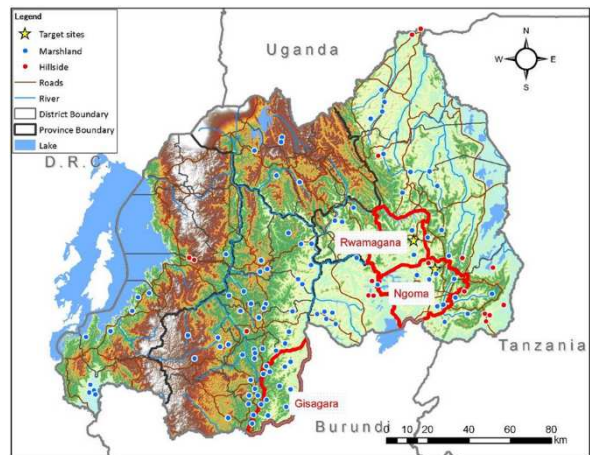 Legend
Target sites
Marshland
Hillside
Roads
River
District Boundary
Province Boundary
Lake
Uganda
N
W E
S
D.R.C.
Rwamagana
Ngoma
Tanzania
Gisagara
Burundi
0 10 20 40 60 80
km